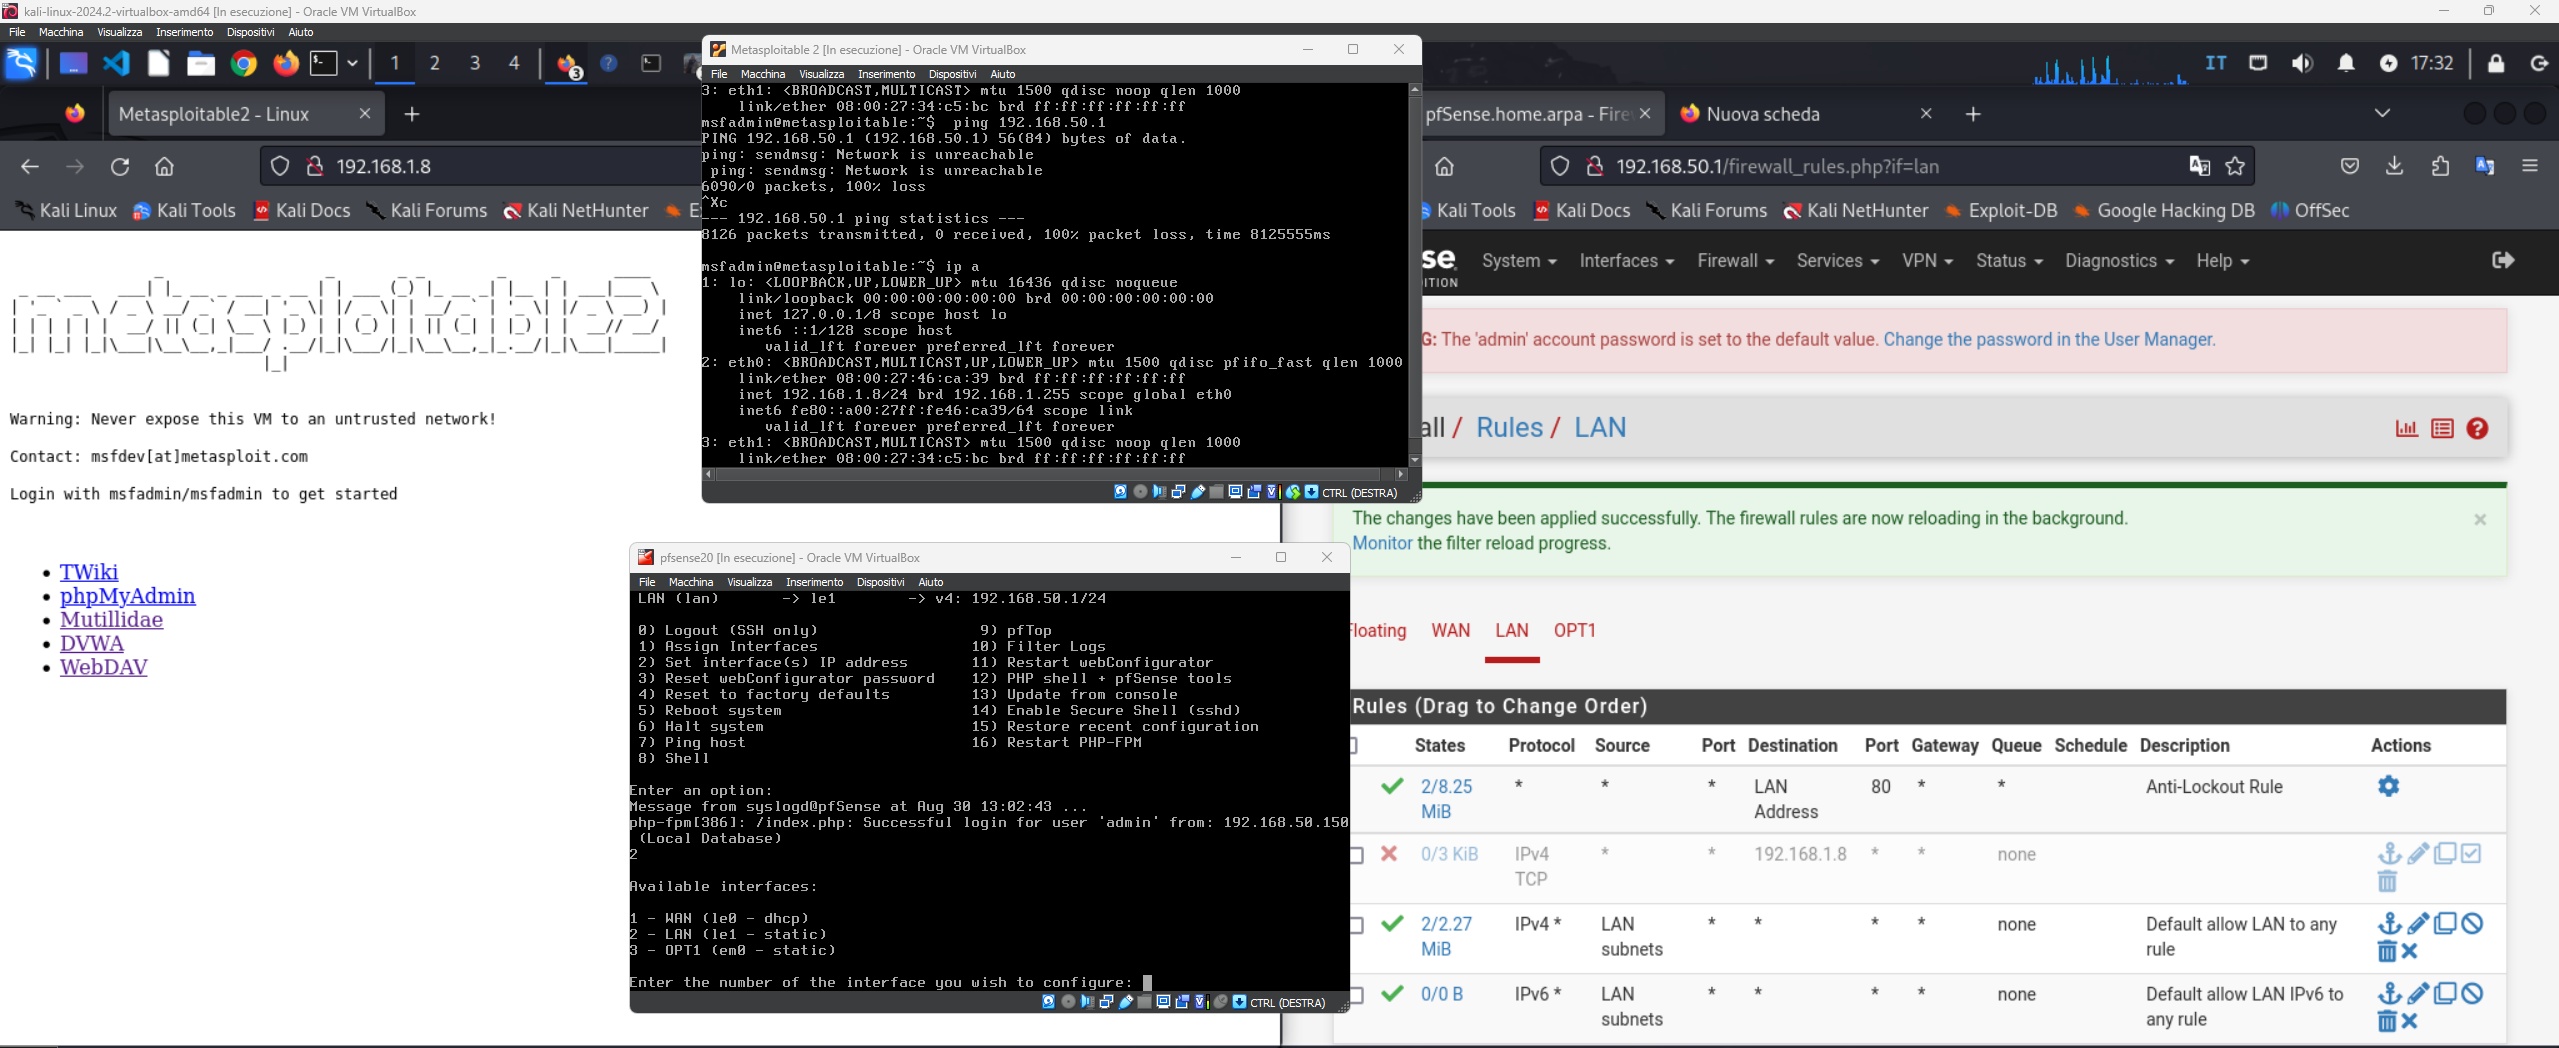 kali-linux-2024.2-virtualbox-amd64 [In esecuzione] - Oracle VM VirtualBox
File Macchina Visualizza Inserimento Dispositivi Aiuto
1 2 3 4 3
IT 17:32
Metasploitable2 - Linux
192.168.1.8
Kali Linux Kali Tools Kali Docs Kali Forums Kali NetHunter E
metasploitable2
Warning: Never expose this VM to an untrusted network!
Contact: msfdev[at]metasploit.com
Login with msfadmin/msfadmin to get started
TWiki
phpMyAdmin
Mutillidae
DVWA
WebDAV
Metasploitable 2 [In esecuzione] - Oracle VM VirtualBox
File Macchina Visualizza Inserimento Dispositivi Aiuto
3: eth1: <BROADCAST,MULTICAST> mtu 1500 qdisc noop qlen 1000
link/ether 08:00:27:34:c5:bc brd ff:ff:ff:ff:ff:ff
msfadmin@metasploitable:~$ ping 192.168.50.1
PING 192.168.50.1 (192.168.50.1) 56(84) bytes of data.
ping: sendmsg: Network is unreachable
ping: sendmsg: Network is unreachable
6090/0 packets, 100% loss
^Xc
--- 192.168.50.1 ping statistics ---
8126 packets transmitted, 0 received, 100% packet loss, time 8125555ms
msfadmin@metasploitable:~$ ip a
1: lo: <LOOPBACK,UP,LOWER_UP> mtu 16436 qdisc noqueue
link/loopback 00:00:00:00:00:00 brd 00:00:00:00:00:00
inet 127.0.0.1/8 scope host lo
inet6 ::1/128 scope host
valid_lft forever preferred_lft forever
2: eth0: <BROADCAST,MULTICAST,UP,LOWER_UP> mtu 1500 qdisc pfifo_fast qlen 1000
link/ether 08:00:27:46:ca:39 brd ff:ff:ff:ff:ff:ff
inet 192.168.1.8/24 brd 192.168.1.255 scope global eth0
inet6 fe80::a00:27ff:fe46:ca39/64 scope link
valid_lft forever preferred_lft forever
3: eth1: <BROADCAST,MULTICAST> mtu 1500 qdisc noop qlen 1000
link/ether 08:00:27:34:c5:bc brd ff:ff:ff:ff:ff:ff
CTRL (DESTRA)
pfsense20 [In esecuzione] - Oracle VM VirtualBox
File Macchina Visualizza Inserimento Dispositivi Aiuto
LAN (lan) -> le1 -> v4: 192.168.50.1/24
0) Logout (SSH only) 9) pfTop
1) Assign Interfaces 10) Filter Logs
2) Set interface(s) IP address 11) Restart webConfigurator
3) Reset webConfigurator password 12) PHP shell + pfSense tools
4) Reset to factory defaults 13) Update from console
5) Reboot system 14) Enable Secure Shell (sshd)
6) Halt system 15) Restore recent configuration
7) Ping host 16) Restart PHP-FPM
8) Shell
Enter an option:
Message from syslogd@pfSense at Aug 30 13:02:43 ...
php-fpm[386]: /index.php: Successful login for user 'admin' from: 192.168.50.150
(Local Database)
2
Available interfaces:
1 - WAN (le0 - dhcp)
2 - LAN (le1 - static)
3 - OPT1 (em0 - static)
Enter the number of the interface you wish to configure:
CTRL (DESTRA)
pfSense.home.arpa - Fire Nuova scheda
192.168.50.1/firewall_rules.php?if=lan
Kali Tools Kali Docs Kali Forums Kali NetHunter Exploit-DB Google Hacking DB OffSec
se. System Interfaces Firewall Services VPN Status Diagnostics Help
ITION
G: The 'admin' account password is set to the default value. Change the password in the User Manager.
all / Rules / LAN
The changes have been applied successfully. The firewall rules are now reloading in the background.
Monitor the filter reload progress.
Floating WAN LAN OPT1
Rules (Drag to Change Order)
States Protocol Source Port Destination Port Gateway Queue Schedule Description Actions
2/8.25 MiB * * * LAN Address 80 * * Anti-Lockout Rule
0/3 KiB IPv4 TCP * * 192.168.1.8 * * none
2/2.27 MiB IPv4 * LAN subnets * * * * none Default allow LAN to any rule
0/0 B IPv6 * LAN subnets * * * * none Default allow LAN IPv6 to any rule